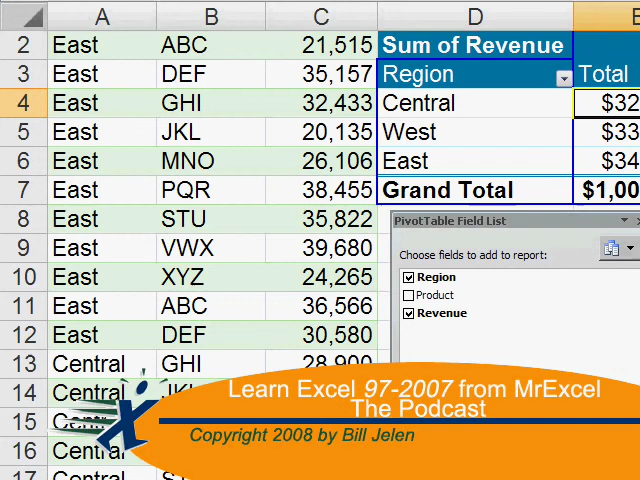 A B C D E
2 East ABC 21,515 Sum of Revenue
3 East DEF 35,157 Region Total
4 East GHI 32,433 Central $32
5 East JKL 20,135 West $33
6 East MNO 26,106 East $34
7 East PQR 38,455 Grand Total $1,00
8 East STU 35,822
PivotTable Field List
9 East VWX 39,680
Choose fields to add to report:
10 East XYZ 24,265
Region
Product
11 East ABC 36,566
Revenue
12 East DEF 30,580
13 Central GHI 28,900
14 Central
15
16 Central
17 Central
Learn Excel 97-2007 from MrExcel
The Podcast
Copyright 2008 by Bill Jelen